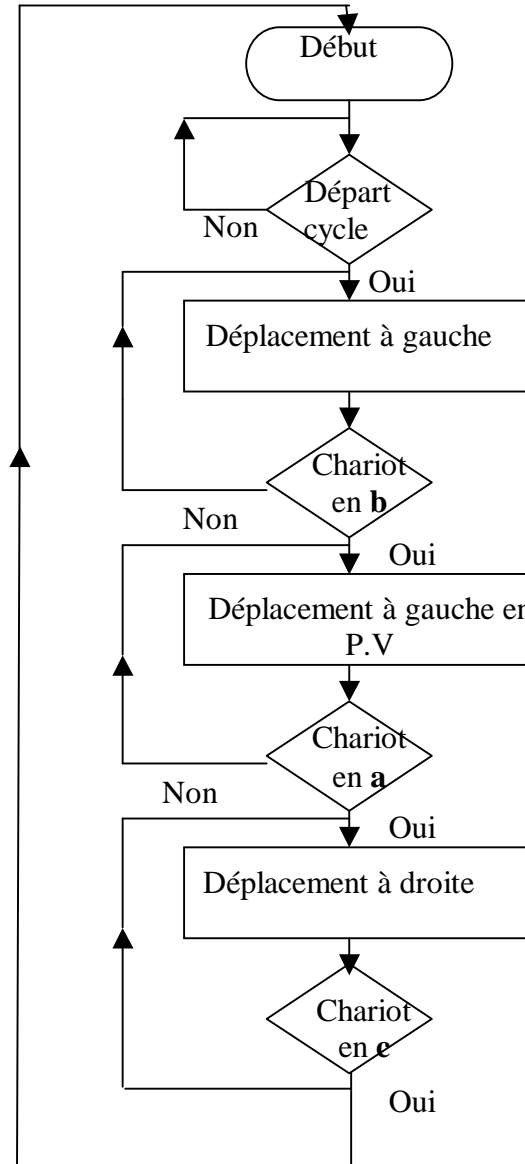 Début
Départ
cycle
Non
Oui
Déplacement à gauche
Chariot
en b
Non
Oui
Déplacement à gauche en
P.V
Chariot
en a
Non
Oui
Déplacement à droite
Chariot
en c
Oui